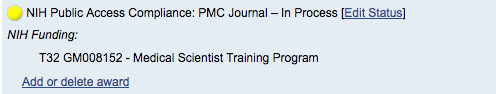 NIH Public Access Compliance: PMC Journal – In Process [Edit Status]
NIH Funding:
T32 GM008152 - Medical Scientist Training Program
Add or delete award